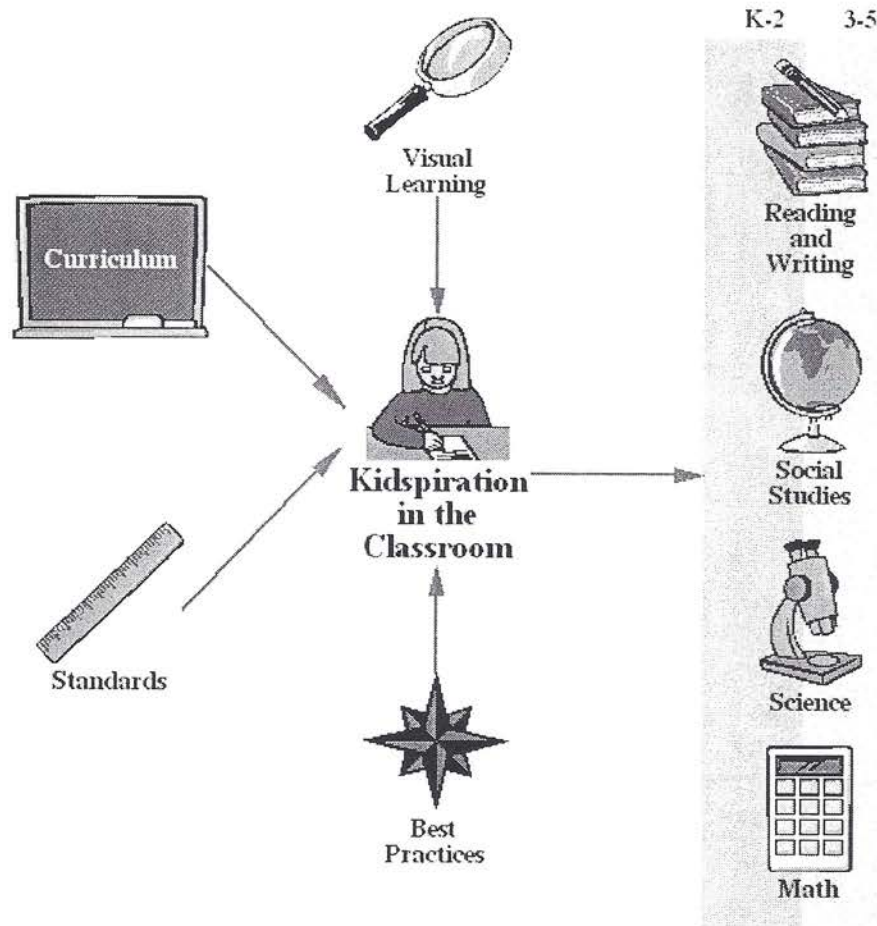 K-2 3-5
Visual
Learning
Curriculum
Reading
and
Writing
Kidspiration
in the
Classroom
Social
Studies
Standards
Science
Best
Practices
Math